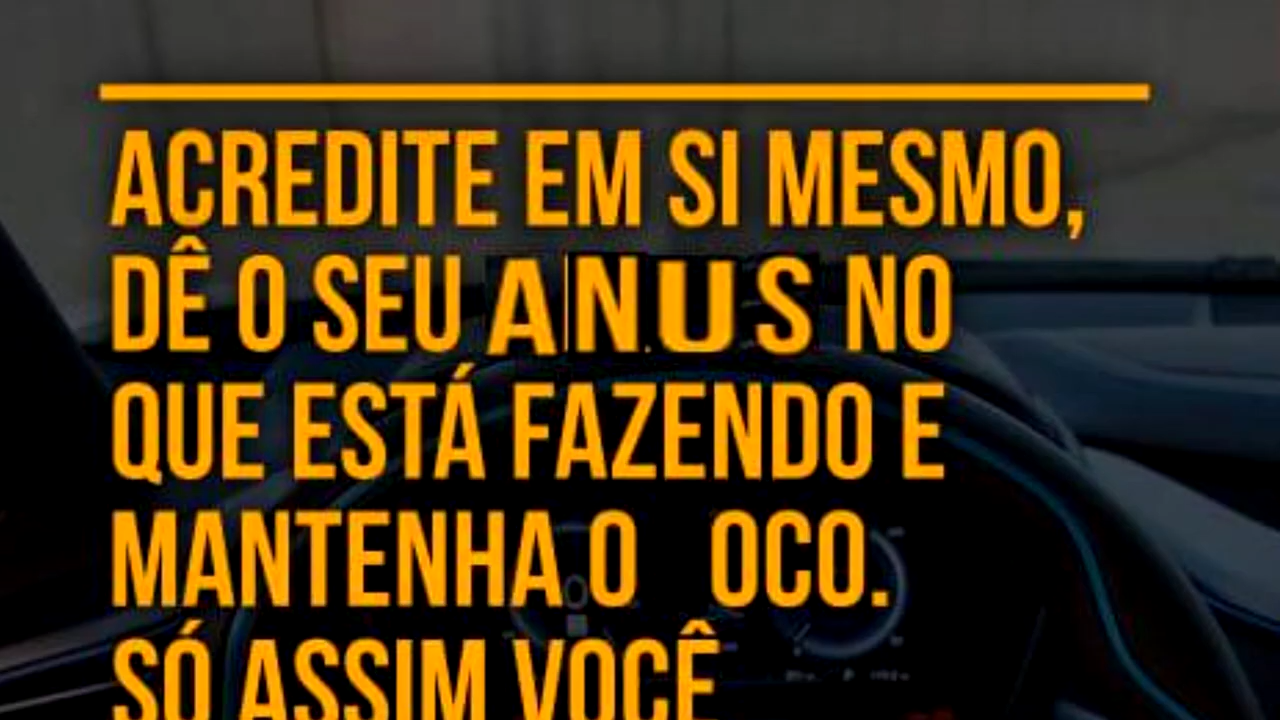 ACREDITE EM SI MESMO,
DÊ O SEU ANUS NO
QUE ESTÁ FAZENDO E
MANTENHA O OCO.
SÓ ASSIM VOCÊ